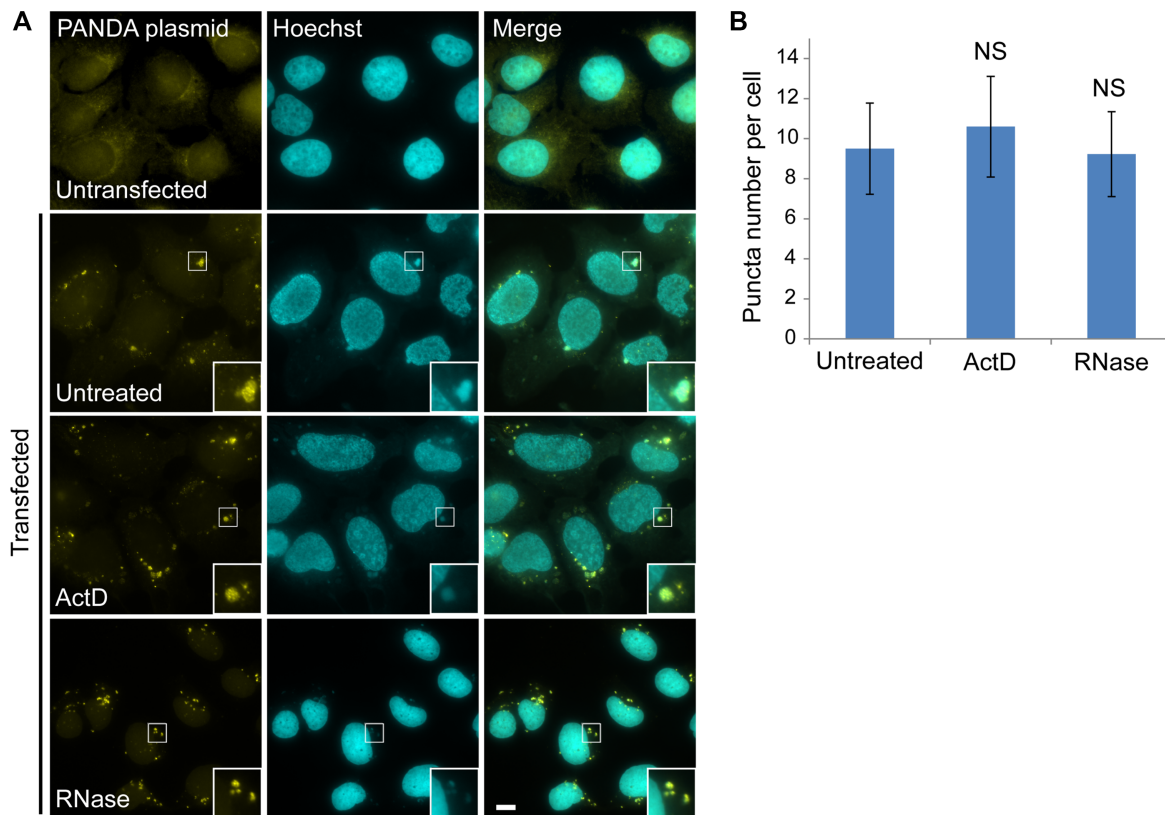 A
PANDA plasmid
Hoechst
Merge
Untransfected
Transfected
Untreated
ActD
RNase
B
Puncta number per cell
14
12
10
8
6
4
2
0
NS
NS
Untreated
ActD
RNase